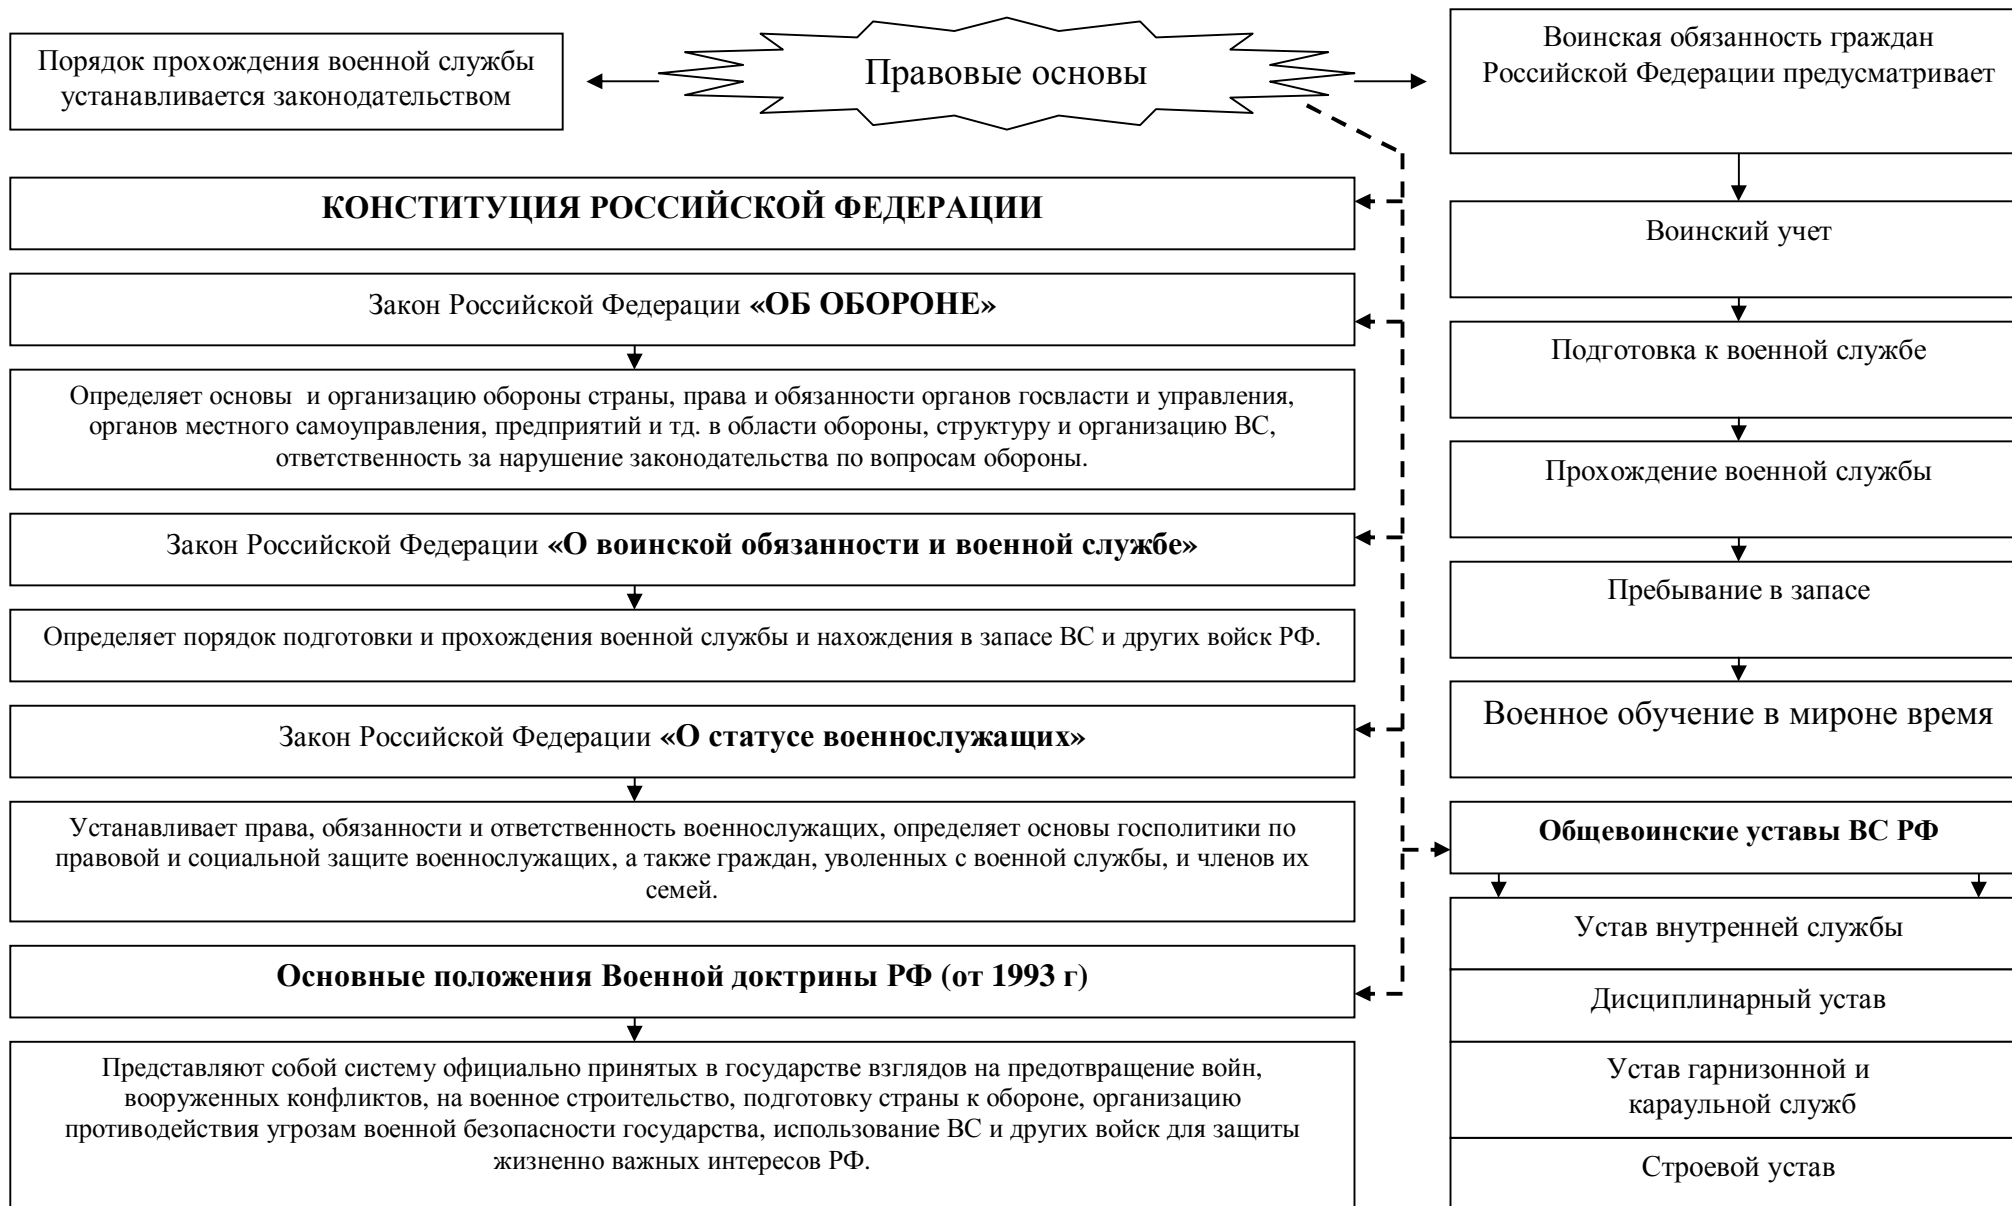 Порядок прохождения военной службы
устанавливается законодательством
Правовые основы
Воинская обязанность граждан
Российской Федерации предусматривает
КОНСТИТУЦИЯ РОССИЙСКОЙ ФЕДЕРАЦИИ
Закон Российской Федерации «ОБ ОБОРОНЕ»
Определяет основы и организацию обороны страны, права и обязанности органов госвласти и управления,
органов местного самоуправления, предприятий и тд. в области обороны, структуру и организацию ВС,
ответственность за нарушение законодательства по вопросам обороны.
Закон Российской Федерации «О воинской обязанности и военной службе»
Определяет порядок подготовки и прохождения военной службы и нахождения в запасе ВС и других войск РФ.
Закон Российской Федерации «О статусе военнослужащих»
Устанавливает права, обязанности и ответственность военнослужащих, определяет основы госполитики по
правовой и социальной защите военнослужащих, а также граждан, уволенных с военной службы, и членов их
семей.
Основные положения Военной доктрины РФ (от 1993 г)
Представляют собой систему официально принятых в государстве взглядов на предотвращение войн,
вооруженных конфликтов, на военное строительство, подготовку страны к обороне, организацию
противодействия угрозам военной безопасности государства, использование ВС и других войск для защиты
жизненно важных интересов РФ.
Воинский учет
Подготовка к военной службе
Прохождение военной службы
Пребывание в запасе
Военное обучение в мироне время
Общевоинские уставы ВС РФ
Устав внутренней службы
Дисциплинарный устав
Устав гарнизонной и
караульной служб
Строевой устав